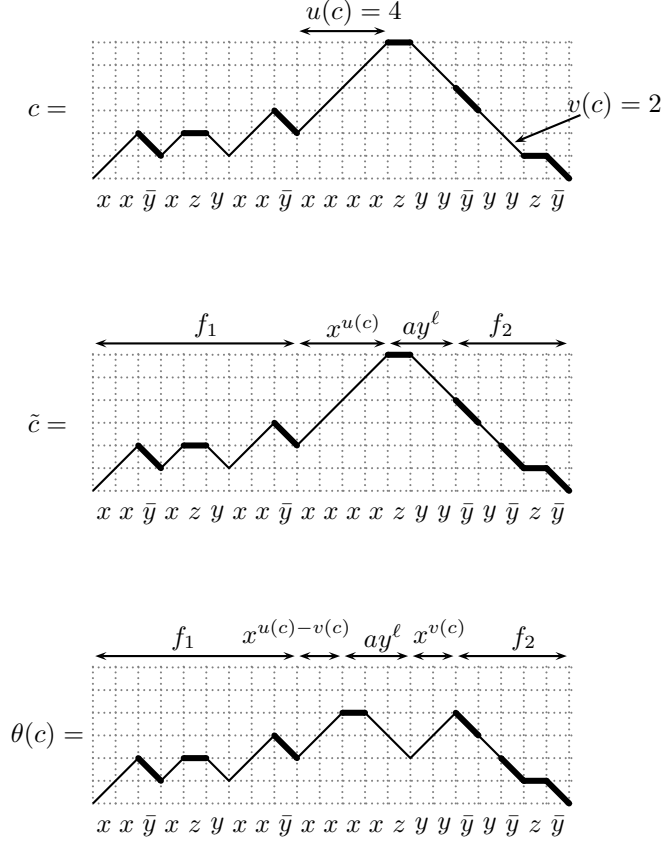 u(c) = 4
c =
v(c) = 2
x x ȳ x z y x x ȳ x x x x z y y ȳ y y z ȳ
f₁ x^{u(c)} ay^ℓ f₂
c̃ =
x x ȳ x z y x x ȳ x x x x z y y ȳ y ȳ z ȳ
f₁ x^{u(c)−v(c)} ay^ℓ x^{v(c)} f₂
θ(c) =
x x ȳ x z y x x ȳ x x z y y x x ȳ y ȳ z ȳ